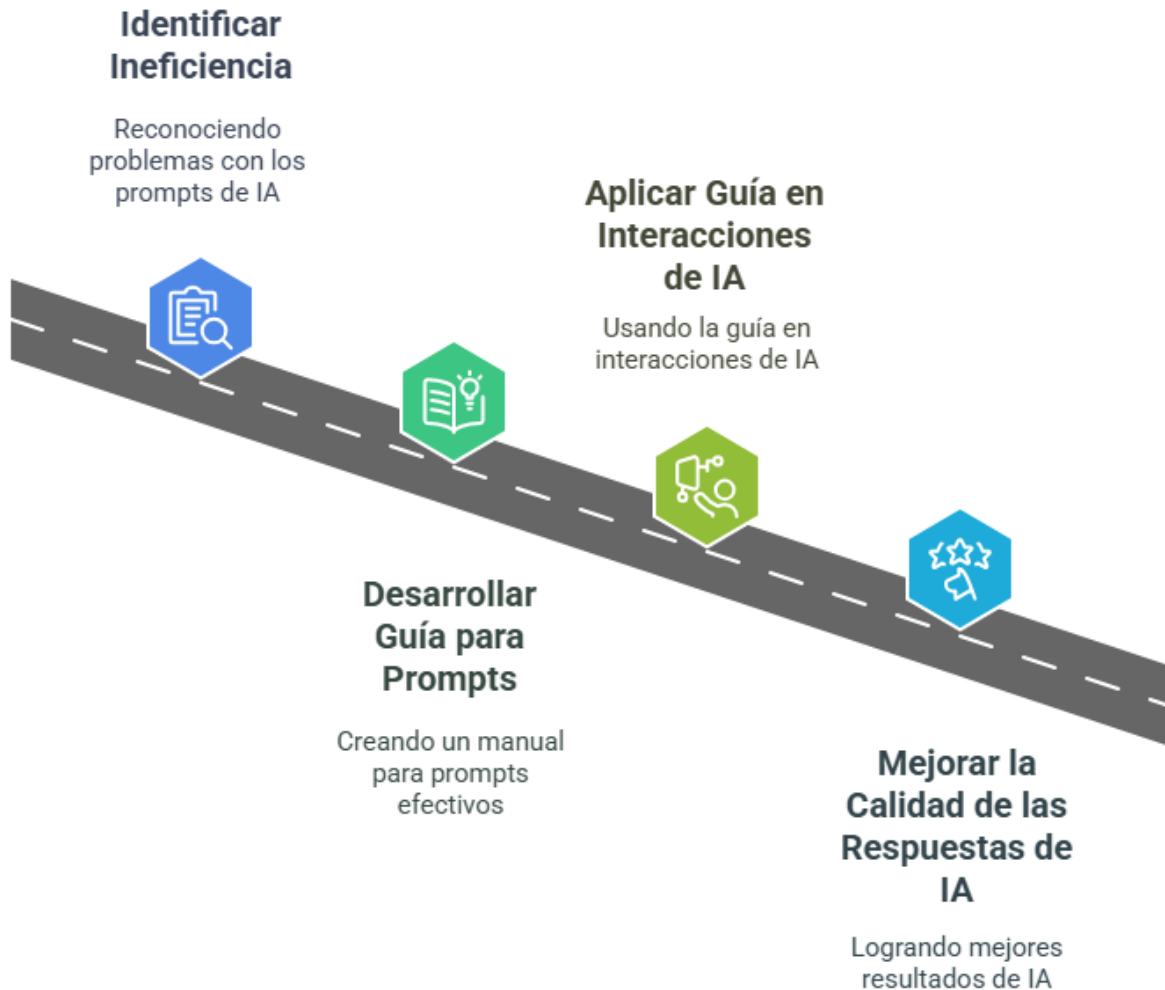 Identificar
Ineficiencia
Reconociendo
problemas con los
prompts de IA
Desarrollar
Guía para
Prompts
Creando un manual
para prompts
efectivos
Aplicar Guía en
Interacciones
de IA
Usando la guía en
interacciones de IA
Mejorar la
Calidad de las
Respuestas de
IA
Logrando mejores
resultados de IA